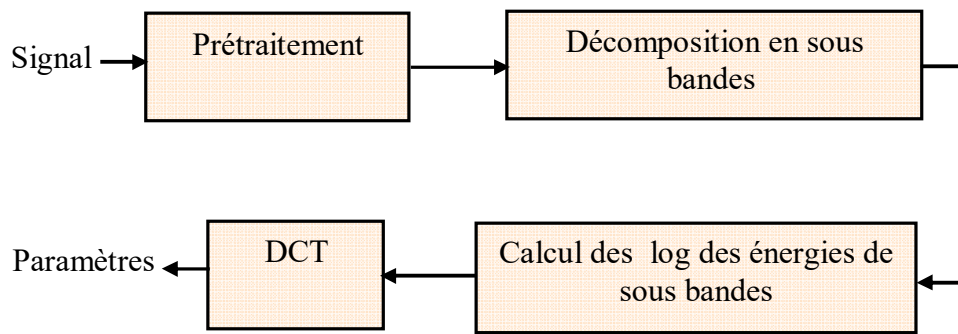 Signal
Prétraitement
Décomposition en sous
bandes
Paramètres
DCT
Calcul des log des énergies de
sous bandes